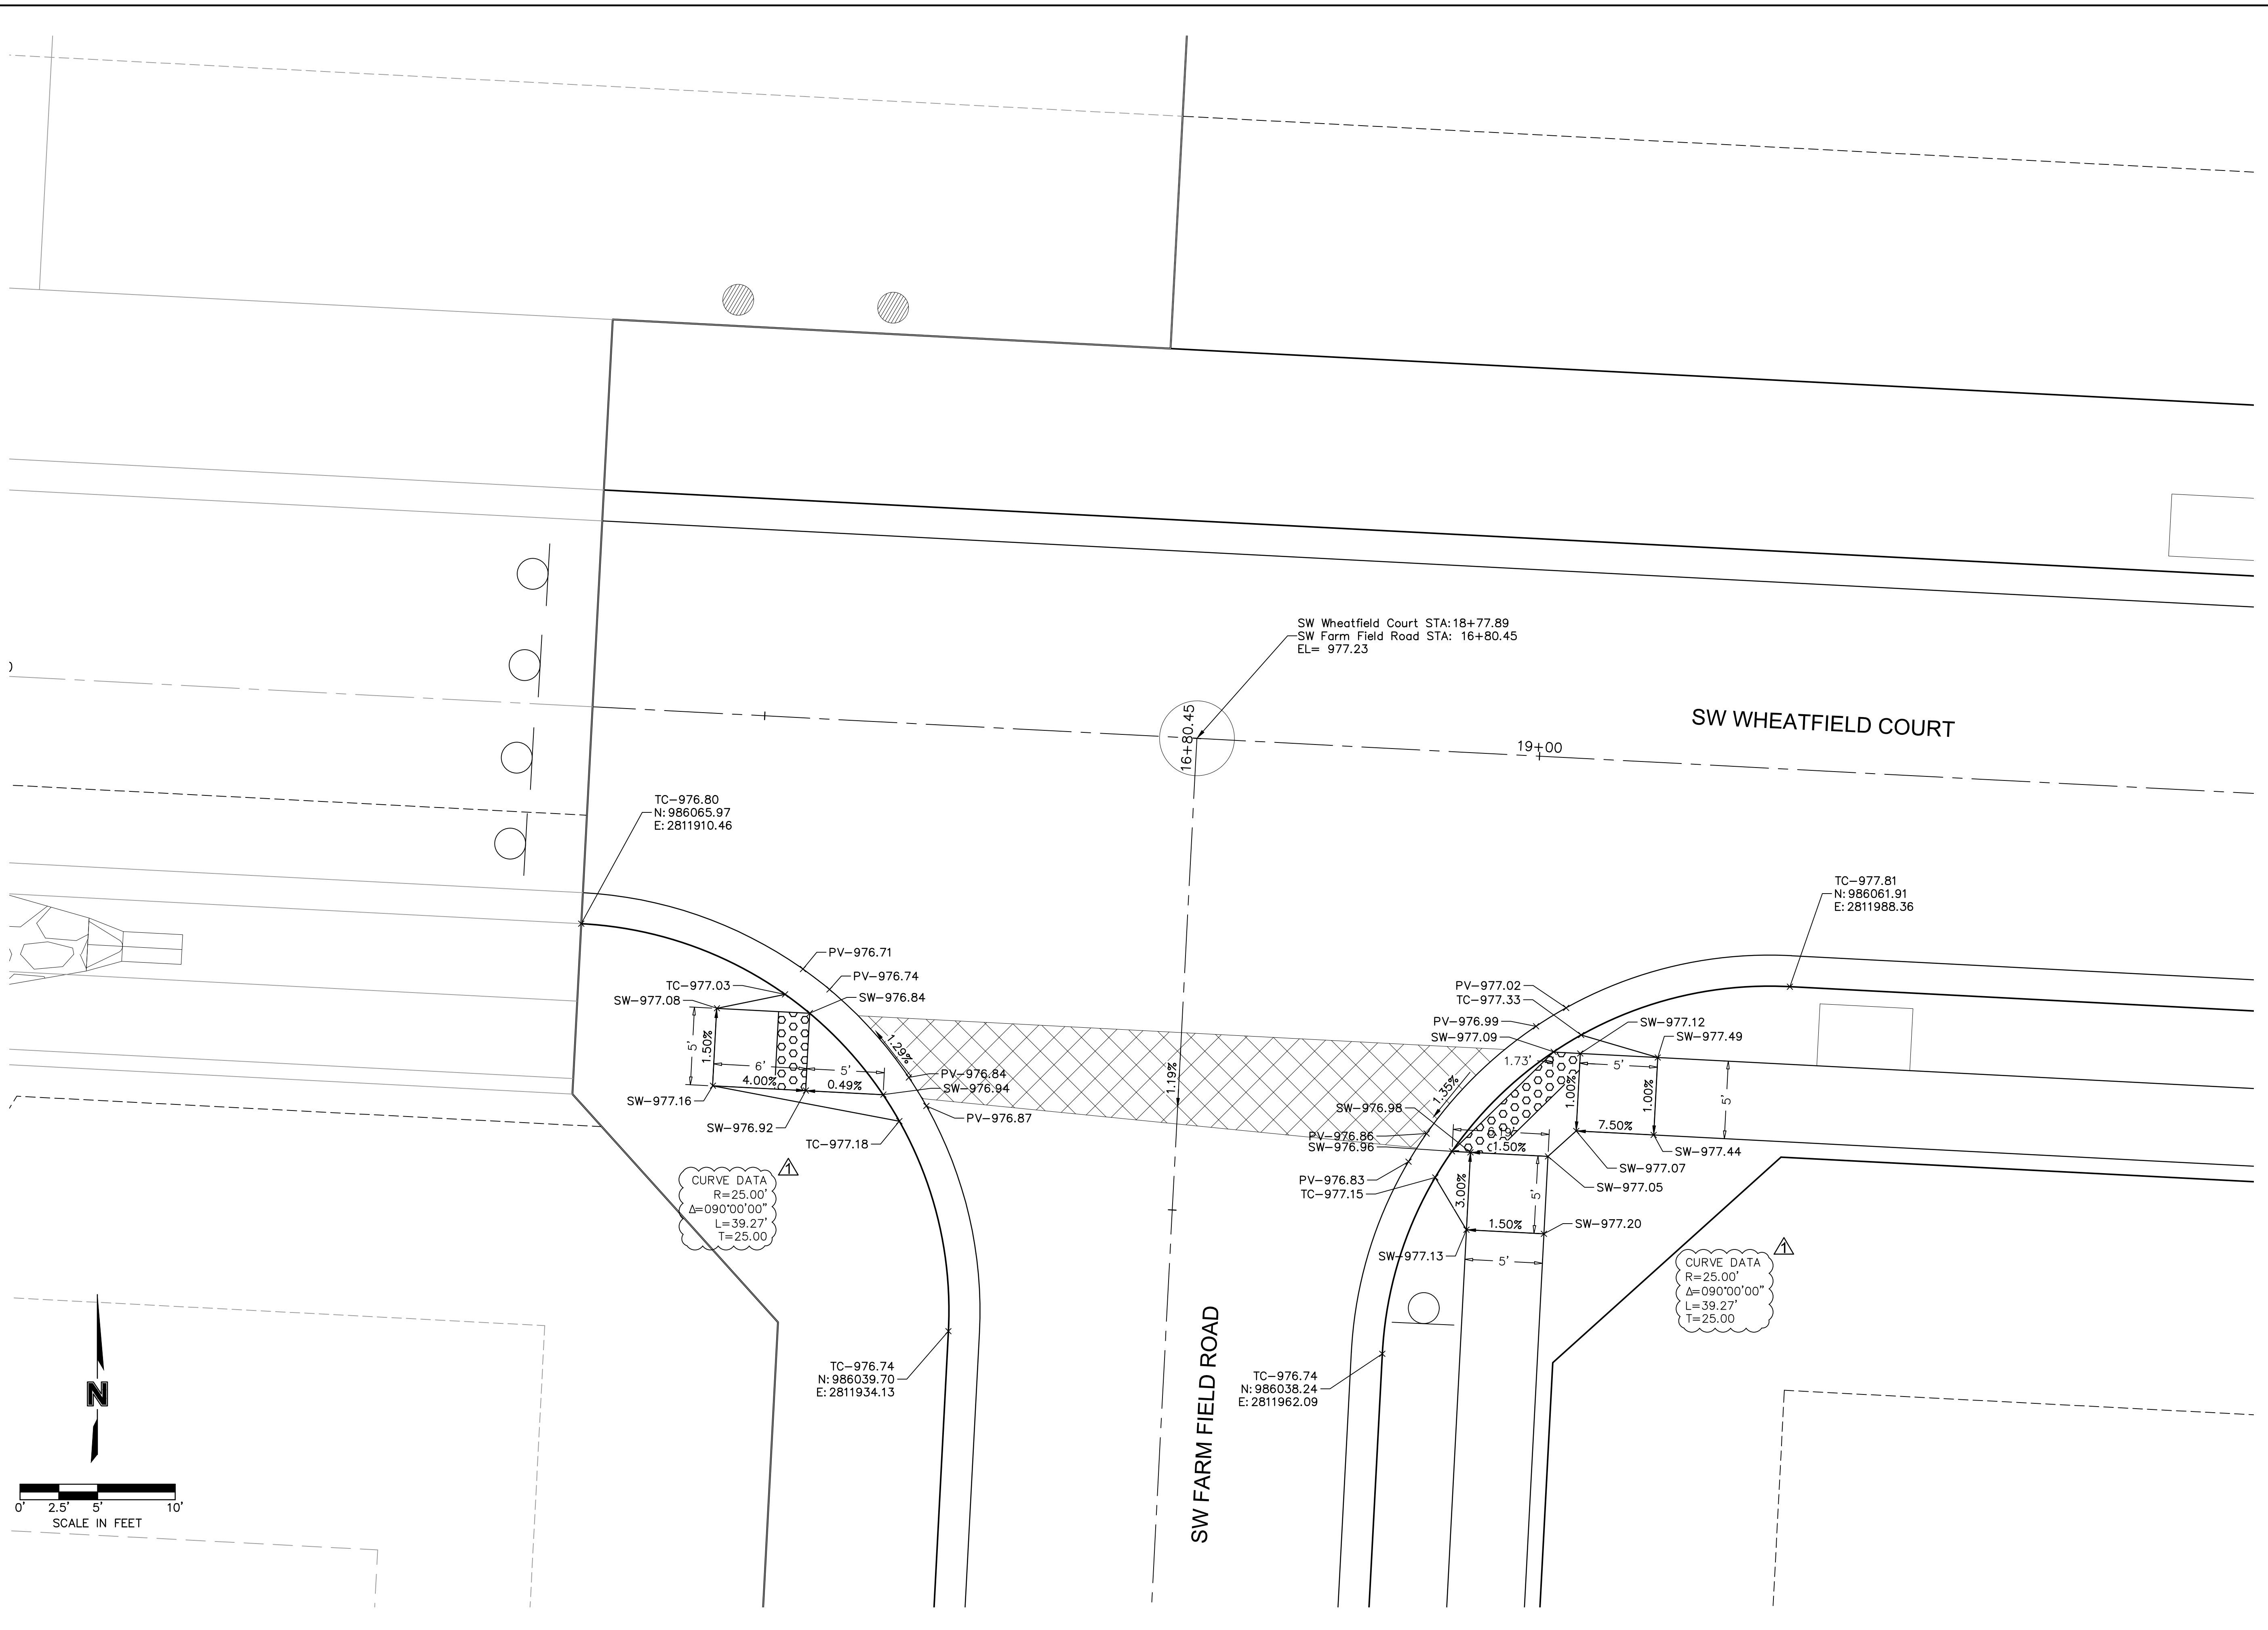 SW Wheatfield Court STA:18+77.89
SW Farm Field Road STA: 16+80.45
EL= 977.23
16+80.45
SW WHEATFIELD COURT
19+00
TC-976.80
N: 986065.97
E: 2811910.46
TC-977.81
N: 986061.91
E: 2811988.36
PV-976.71
PV-976.74
TC-977.03
SW-977.08
SW-976.84
5'
1.50%
6'
4.00%
5'
0.49%
1.29%
PV-976.84
SW-976.94
SW-977.16
PV-976.87
SW-976.92
TC-977.18
1.19%
PV-977.02
TC-977.33
PV-976.99
SW-977.09
SW-977.12
SW-977.49
1.73'
5'
1.35%
1.00%
1.00%
5'
SW-976.98
7.50%
PV-976.86
SW-976.96
1.50%
SW-977.44
SW-977.07
SW-977.05
PV-976.83
TC-977.15
3.00%
5'
1.50%
SW-977.20
SW-977.13
5'
1
CURVE DATA
R=25.00'
Δ=090°00'00"
L=39.27'
T=25.00
1
CURVE DATA
R=25.00'
Δ=090°00'00"
L=39.27'
T=25.00
TC-976.74
N: 986039.70
E: 2811934.13
TC-976.74
N: 986038.24
E: 2811962.09
SW FARM FIELD ROAD
N
0' 2.5' 5' 10'
SCALE IN FEET